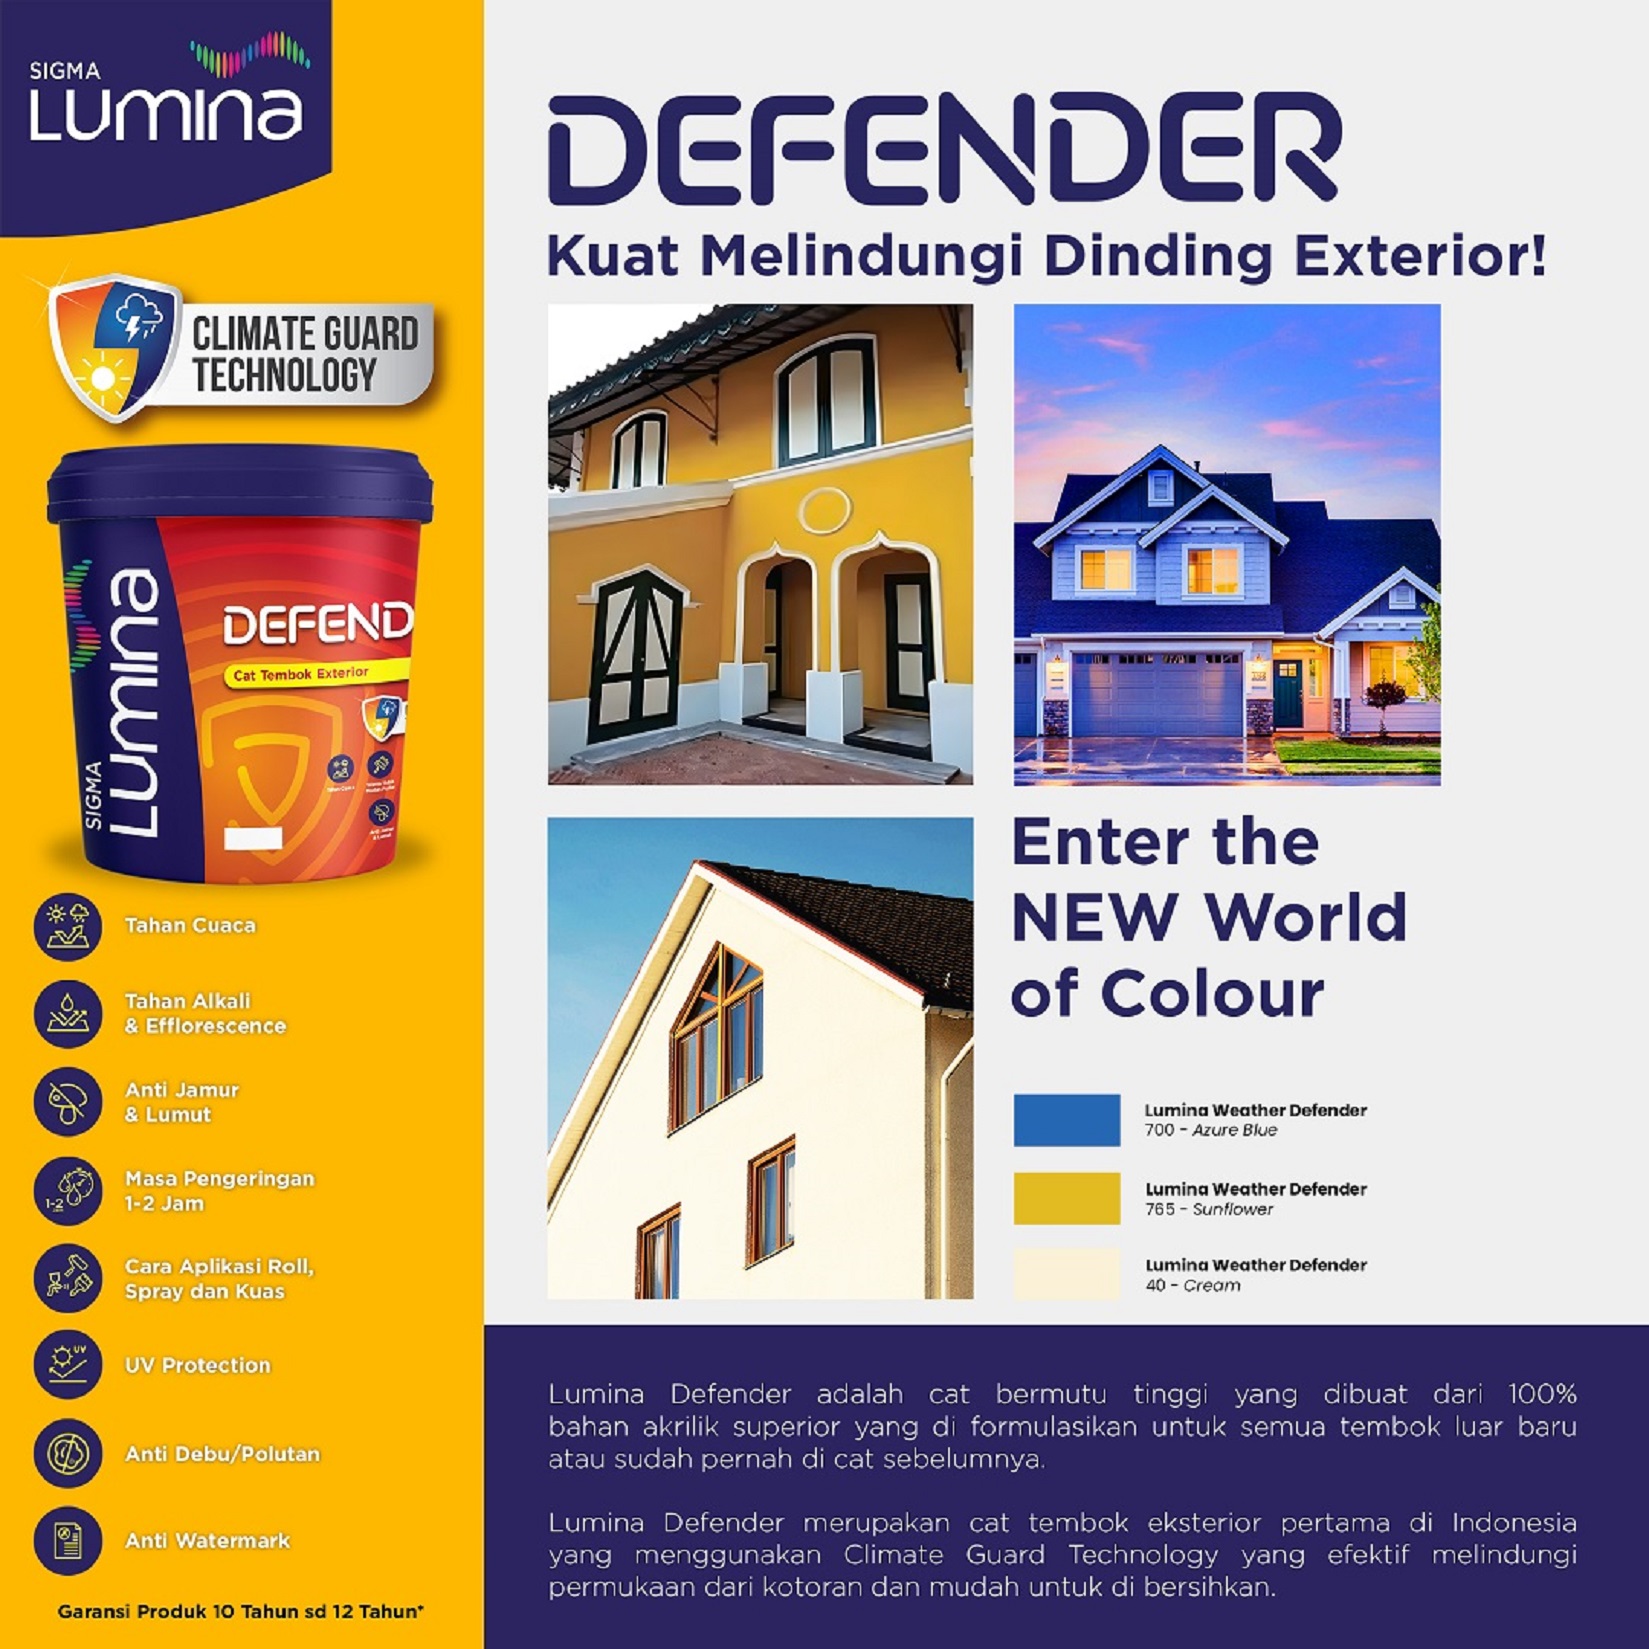 SIGMA
Lumina
CLIMATE GUARD
TECHNOLOGY
SIGMA
Lumina
DEFEND
Cat Tembok Exterior
Tahan Cuaca
Tahan Alkali
& Efflorescence
Anti Jamur
& Lumut
1-2
Masa Pengeringan
1-2 Jam
Cara Aplikasi Roll,
Spray dan Kuas
UV
UV Protection
Anti Debu/Polutan
Anti Watermark
Garansi Produk 10 Tahun sd 12 Tahun*
DEFENDER
Kuat Melindungi Dinding Exterior!
Enter the
NEW World
of Colour
Lumina Weather Defender
700 - Azure Blue
Lumina Weather Defender
765 - Sunflower
Lumina Weather Defender
40 - Cream
Lumina Defender adalah cat bermutu tinggi yang dibuat dari 100%
bahan akrilik superior yang di formulasikan untuk semua tembok luar baru
atau sudah pernah di cat sebelumnya.
Lumina Defender merupakan cat tembok eksterior pertama di Indonesia
yang menggunakan Climate Guard Technology yang efektif melindungi
permukaan dari kotoran dan mudah untuk di bersihkan.